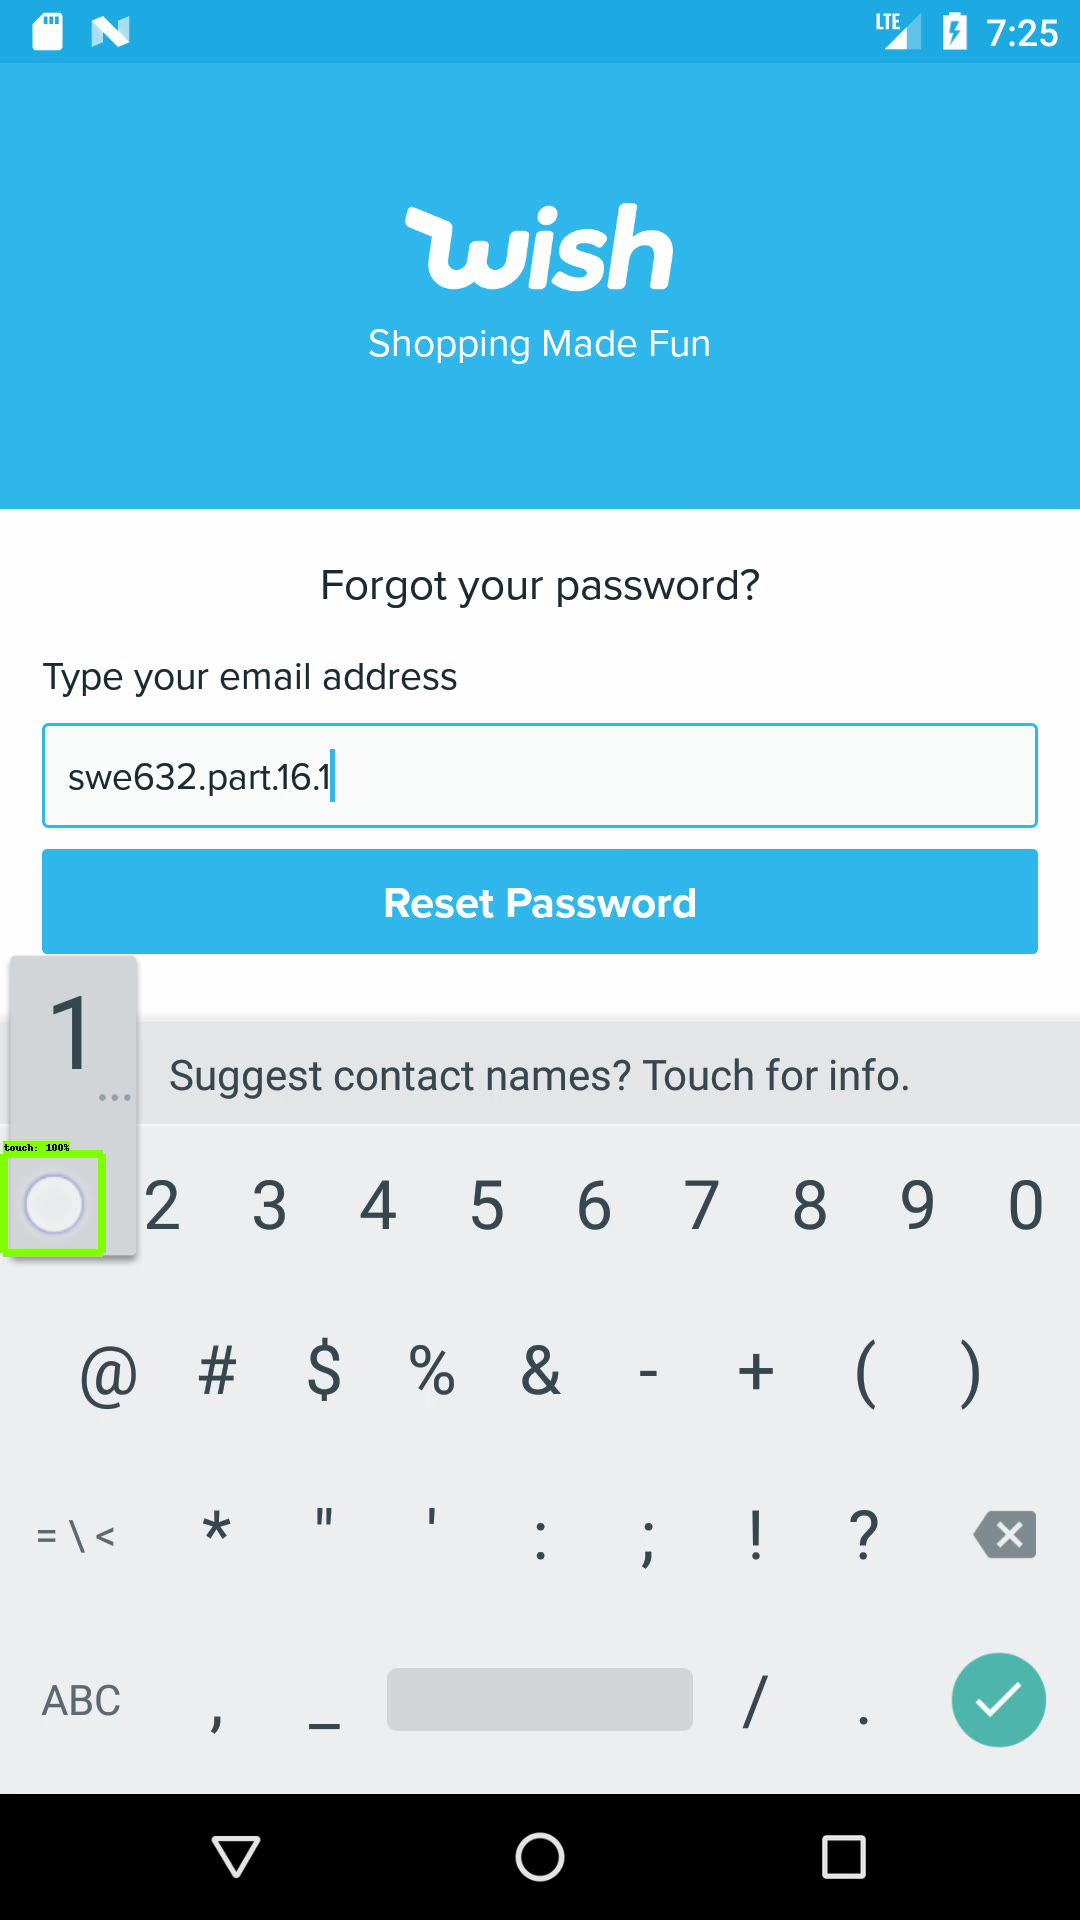 LTE 7:25
wish
Shopping Made Fun
Forgot your password?
Type your email address
swe632.part.16.1
Reset Password
1
...
Suggest contact names? Touch for info.
touch: 100%
2 3 4 5 6 7 8 9 0
@ # $ % & - + ( )
= \ < * " ' : ; ! ?
ABC , _ / .